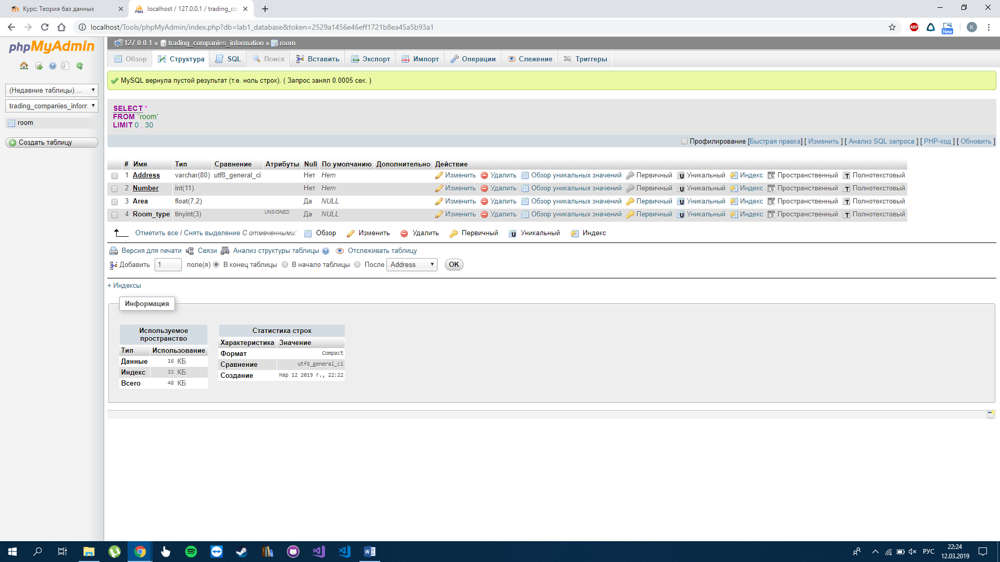 Курс: Теория баз данных
localhost / 127.0.0.1 / trading_co
localhost/Tools/phpMyAdmin/index.php?db=lab1_database&token=2529a1456e46eff1721b8ea45a5b93a1
ABP
New
K
phpMyAdmin
(Недавние таблицы) ...
trading_companies_inforn
room
Создать таблицу
127.0.0.1 » trading_companies_information » room
Обзор Структура SQL Поиск Вставить Экспорт Импорт Операции Слежение Триггеры
MySQL вернула пустой результат (т.е. ноль строк). ( Запрос занял 0.0005 сек. )
SELECT *
FROM `room`
LIMIT 0 , 30
Профилирование [Быстрая правка] [ Изменить ] [ Анализ SQL запроса ] [ PHP-код ] [ Обновить ]
# Имя Тип Сравнение Атрибуты Null По умолчанию Дополнительно Действие
1 Address varchar(80) utf8_general_ci Нет Нет Изменить Удалить Обзор уникальных значений Первичный Уникальный Индекс Пространственный Полнотекстовый
2 Number int(11) Нет Нет Изменить Удалить Обзор уникальных значений Первичный Уникальный Индекс Пространственный Полнотекстовый
3 Area float(7,2) Да NULL Изменить Удалить Обзор уникальных значений Первичный Уникальный Индекс Пространственный Полнотекстовый
4 Room_type tinyint(3) UNSIGNED Да NULL Изменить Удалить Обзор уникальных значений Первичный Уникальный Индекс Пространственный Полнотекстовый
Отметить все / Снять выделение С отмеченными: Обзор Изменить Удалить Первичный Уникальный Индекс
Версия для печати Связи Анализ структуры таблицы Отслеживать таблицу
Добавить 1 поле(я) В конец таблицы В начало таблицы После Address OK
+ Индексы
Информация
Используемое пространство
Тип Использование
Данные 16 КБ
Индекс 32 КБ
Всего 48 КБ
Статистика строк
Характеристика Значение
Формат Compact
Сравнение utf8_general_ci
Создание Мар 12 2019 г., 22:22
РУС
22:24
12.03.2019